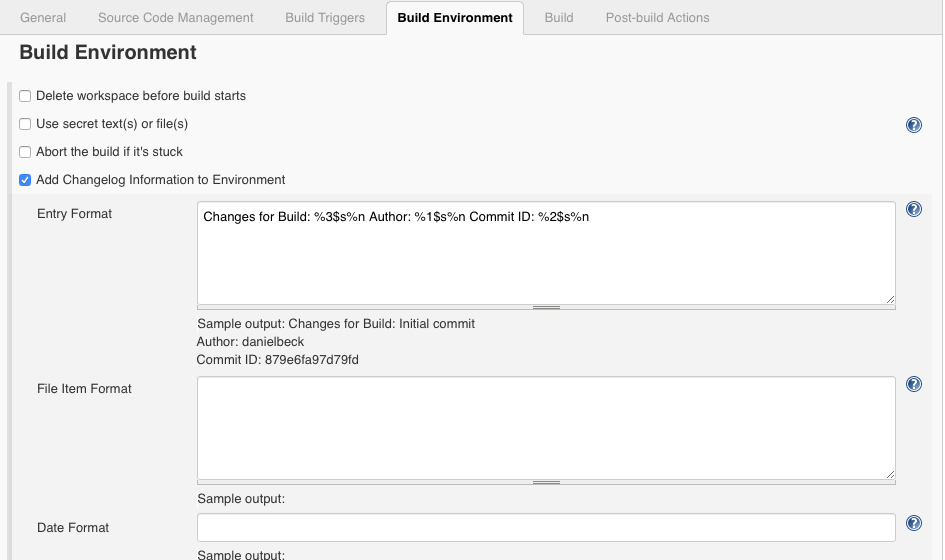 General Source Code Management Build Triggers Build Environment Build Post-build Actions
Build Environment
Delete workspace before build starts
Use secret text(s) or file(s)
?
Abort the build if it's stuck
Add Changelog Information to Environment
Entry Format
Changes for Build: %3$s%n Author: %1$s%n Commit ID: %2$s%n
?
Sample output: Changes for Build: Initial commit
Author: danielbeck
Commit ID: 879e6fa97d79fd
File Item Format
?
Sample output:
Date Format
?
Sample output: